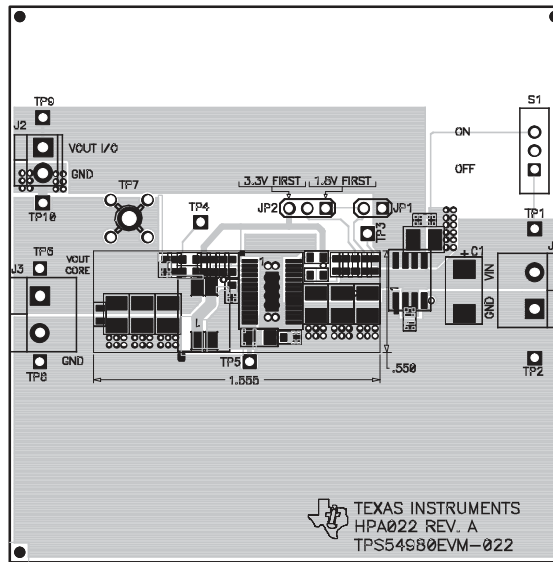 S1
TP9
J2
VOUT I/O
ON
GND
OFF
3.3V FIRST
1.8V FIRST
TP7
TP10
TP4
JP2
JP1
TP1
TP3
J3
VOUT
CORE
1
C1
VIN
GND
L
GND
TP5
.550
TP2
1.555
TEXAS INSTRUMENTS
HPA022 REV. A
TPS54980EVM-022